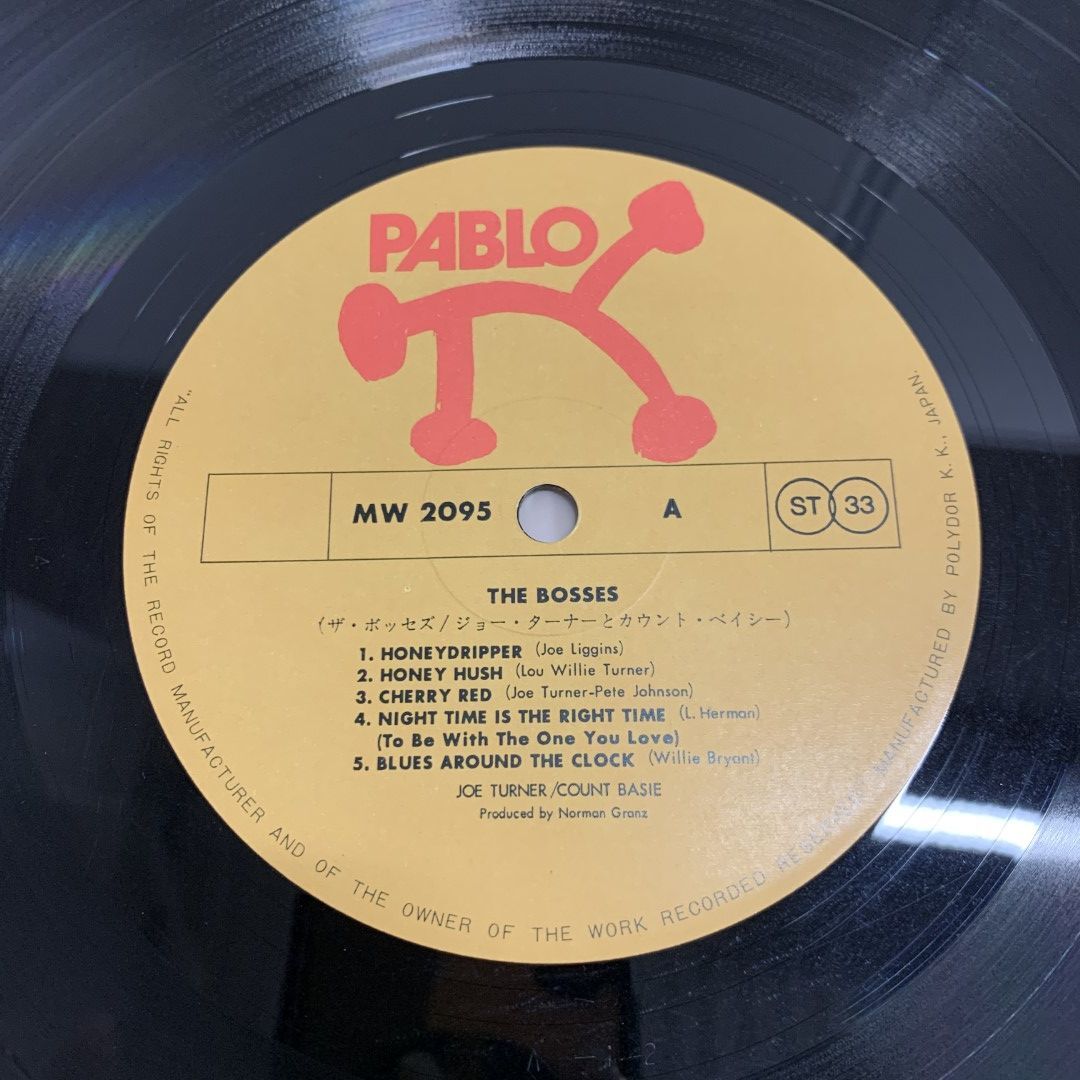 PABLO
MW 2095 A ST 33
THE BOSSES
(ザ・ボッセズ/ジョー・ターナーとカウント・ベイシー)
1. HONEYDRIPPER (Joe Liggins)
2. HONEY HUSH (Lou Willie Turner)
3. CHERRY RED (Joe Turner-Pete Johnson)
4. NIGHT TIME IS THE RIGHT TIME (L. Herman)
(To Be With The One You Love)
5. BLUES AROUND THE CLOCK (Willie Bryant)
JOE TURNER/COUNT BASIE
Produced by Norman Granz
"ALL RIGHTS OF THE RECORD MANUFACTURER AND OF THE OWNER OF THE WORK RECORDED MANUFACTURED BY POLYDOR K. K., JAPAN.